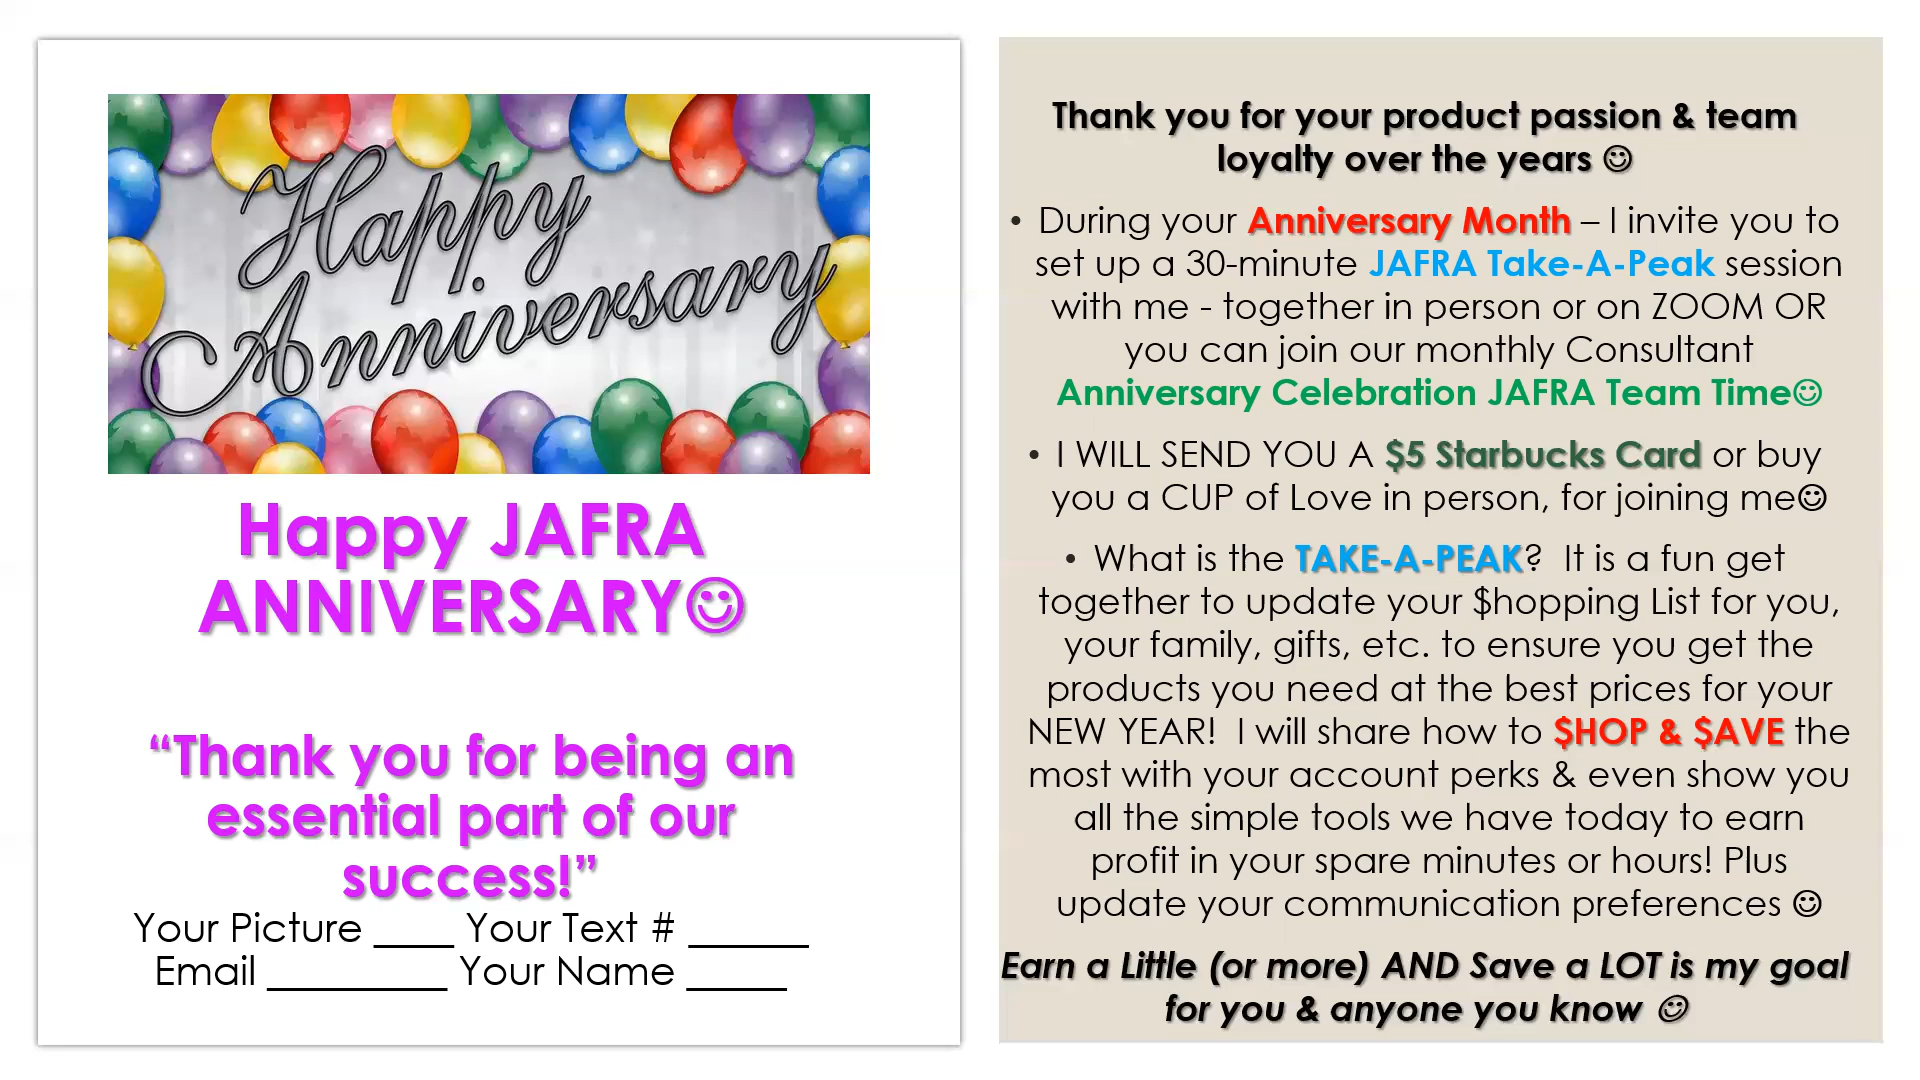 Happy
Anniversary
Happy JAFRA
ANNIVERSARY☺
“Thank you for being an
essential part of our
success!”
Your Picture ____ Your Text # ______
Email _________ Your Name _____
Thank you for your product passion & team
loyalty over the years ☺
• During your Anniversary Month – I invite you to
set up a 30-minute JAFRA Take-A-Peak session
with me - together in person or on ZOOM OR
you can join our monthly Consultant
Anniversary Celebration JAFRA Team Time☺
• I WILL SEND YOU A $5 Starbucks Card or buy
you a CUP of Love in person, for joining me☺
• What is the TAKE-A-PEAK?  It is a fun get
together to update your $hopping List for you,
your family, gifts, etc. to ensure you get the
products you need at the best prices for your
NEW YEAR!  I will share how to $HOP & $AVE the
most with your account perks & even show you
all the simple tools we have today to earn
profit in your spare minutes or hours! Plus
update your communication preferences ☺
Earn a Little (or more) AND Save a LOT is my goal
for you & anyone you know ☺